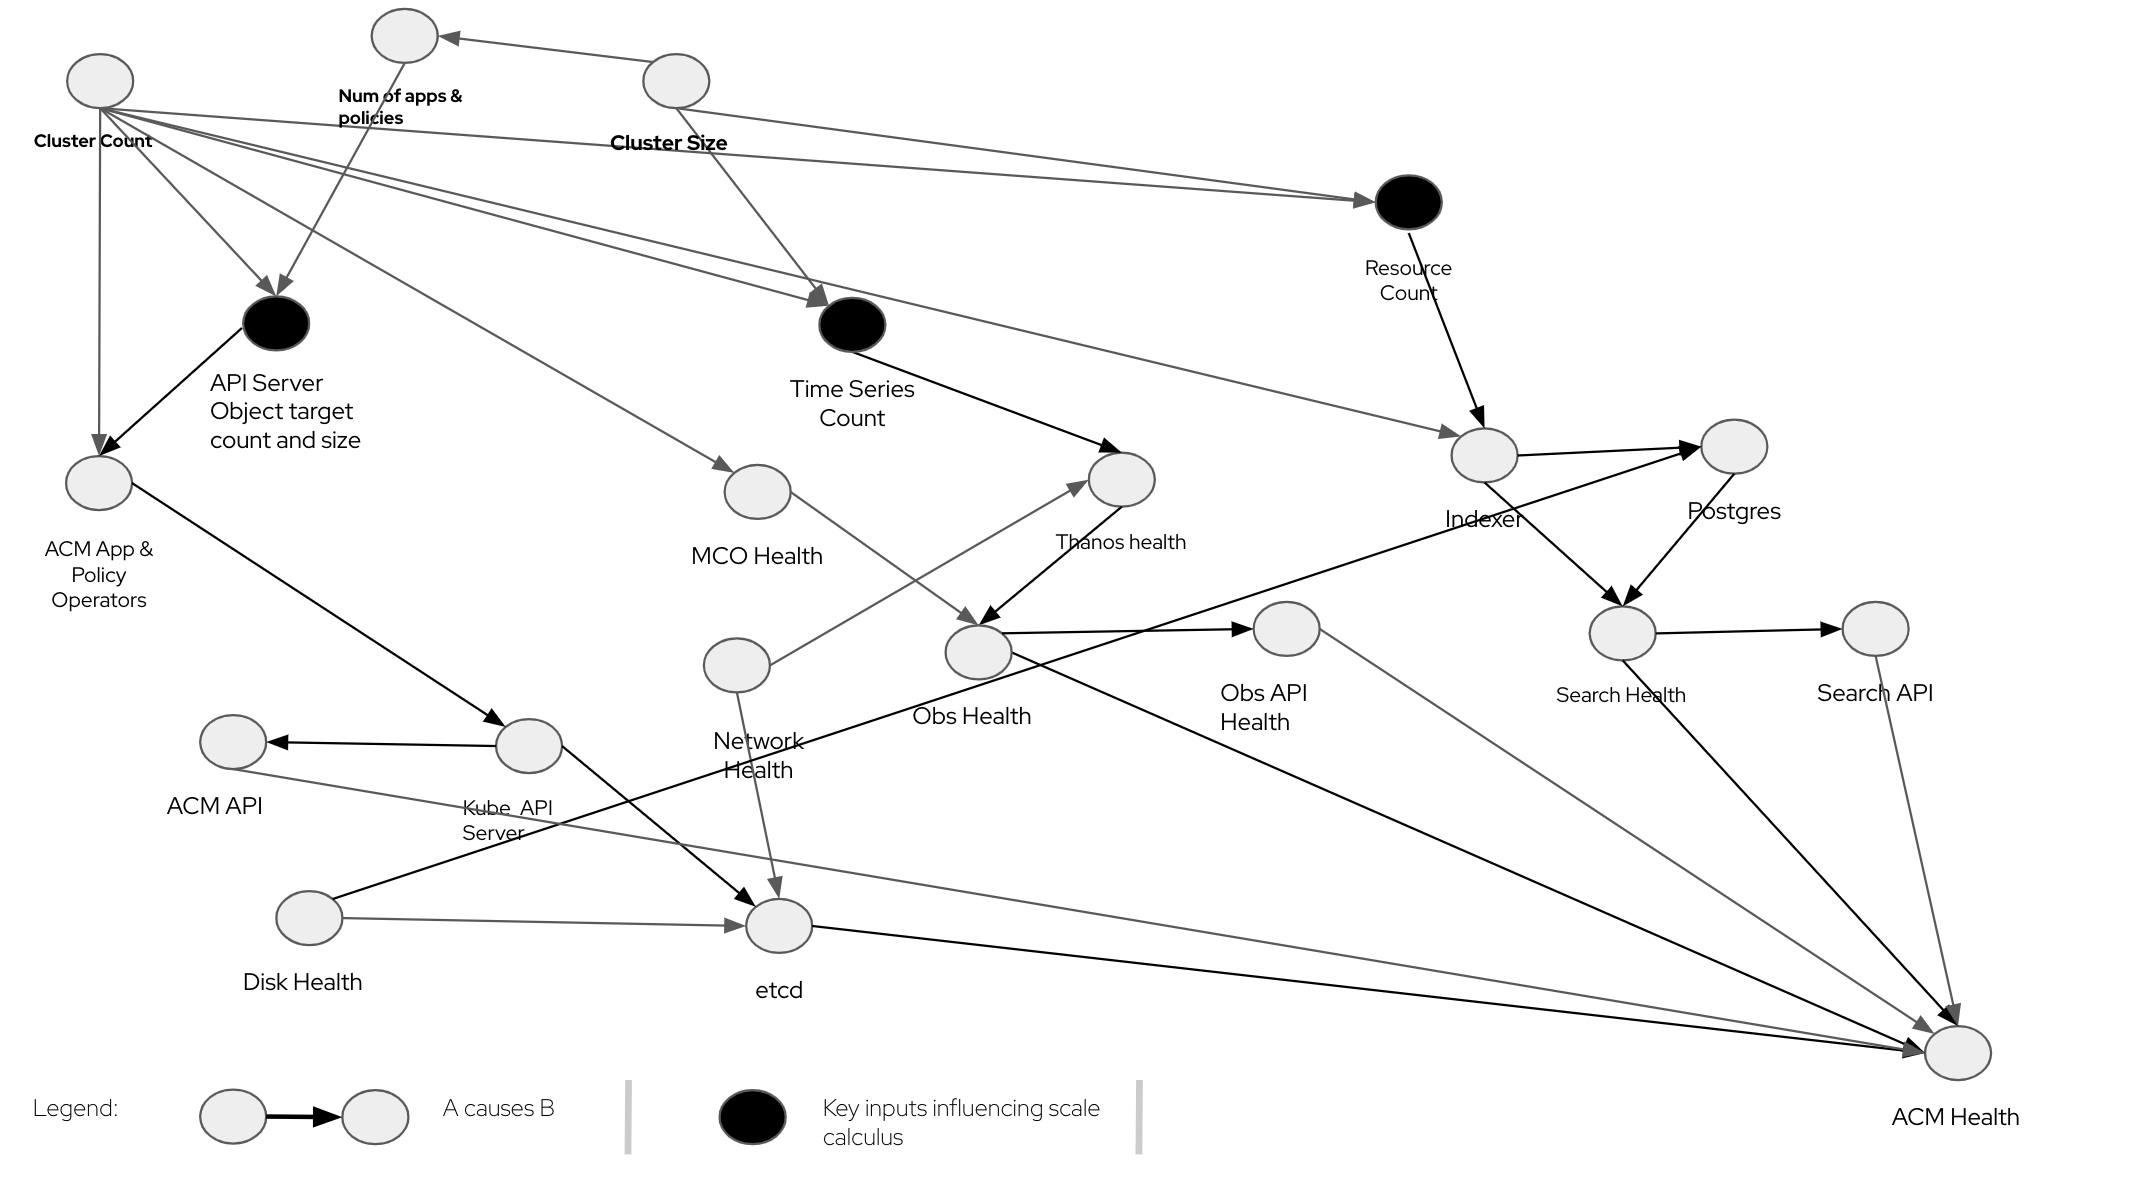 Num of apps &
policies
Cluster Count
Cluster Size
Resource
Count
API Server
Object target
count and size
Time Series
Count
Indexer
Postgres
ACM App &
Policy
Operators
MCO Health
Thanos health
Obs Health
Obs API
Health
Search Health
Search API
Network
Health
ACM API
Kube  API
Server
Disk Health
etcd
ACM Health
Legend:
A causes B
Key inputs influencing scale
calculus